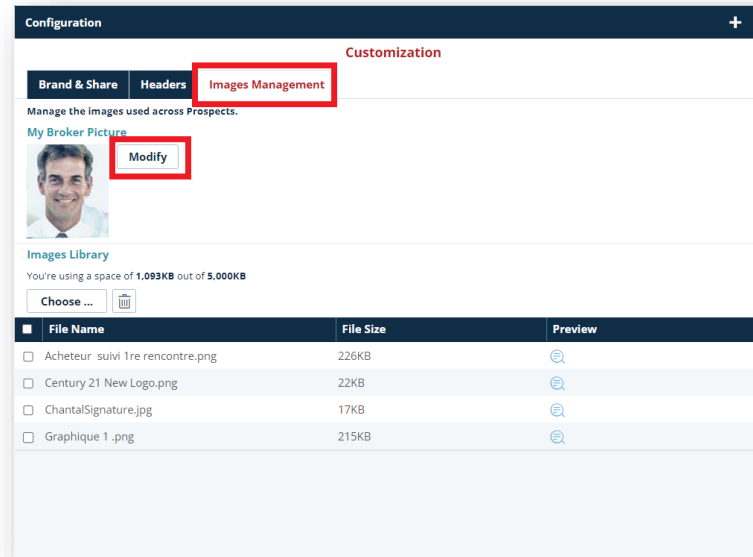 Configuration
Customization
Brand & Share Headers Images Management
Manage the images used across Prospects.
My Broker Picture
Modify
Images Library
You're using a space of 1,093KB out of 5,000KB
Choose ...
File Name File Size Preview
Acheteur suivi 1re rencontre.png 226KB
Century 21 New Logo.png 22KB
ChantalSignature.jpg 17KB
Graphique 1 .png 215KB